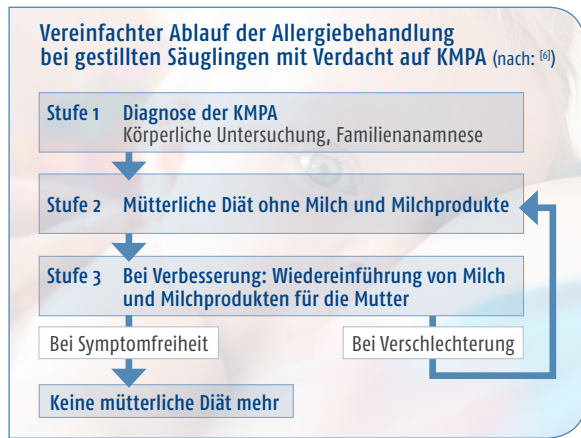 Vereinfachter Ablauf der Allergiebehandlung
bei gestillten Säuglingen mit Verdacht auf KMPA (nach: [6])
Stufe 1 Diagnose der KMPA
Körperliche Untersuchung, Familienanamnese
Stufe 2 Mütterliche Diät ohne Milch und Milchprodukte
Stufe 3 Bei Verbesserung: Wiedereinführung von Milch
und Milchprodukten für die Mutter
Bei Symptomfreiheit
Bei Verschlechterung
Keine mütterliche Diät mehr